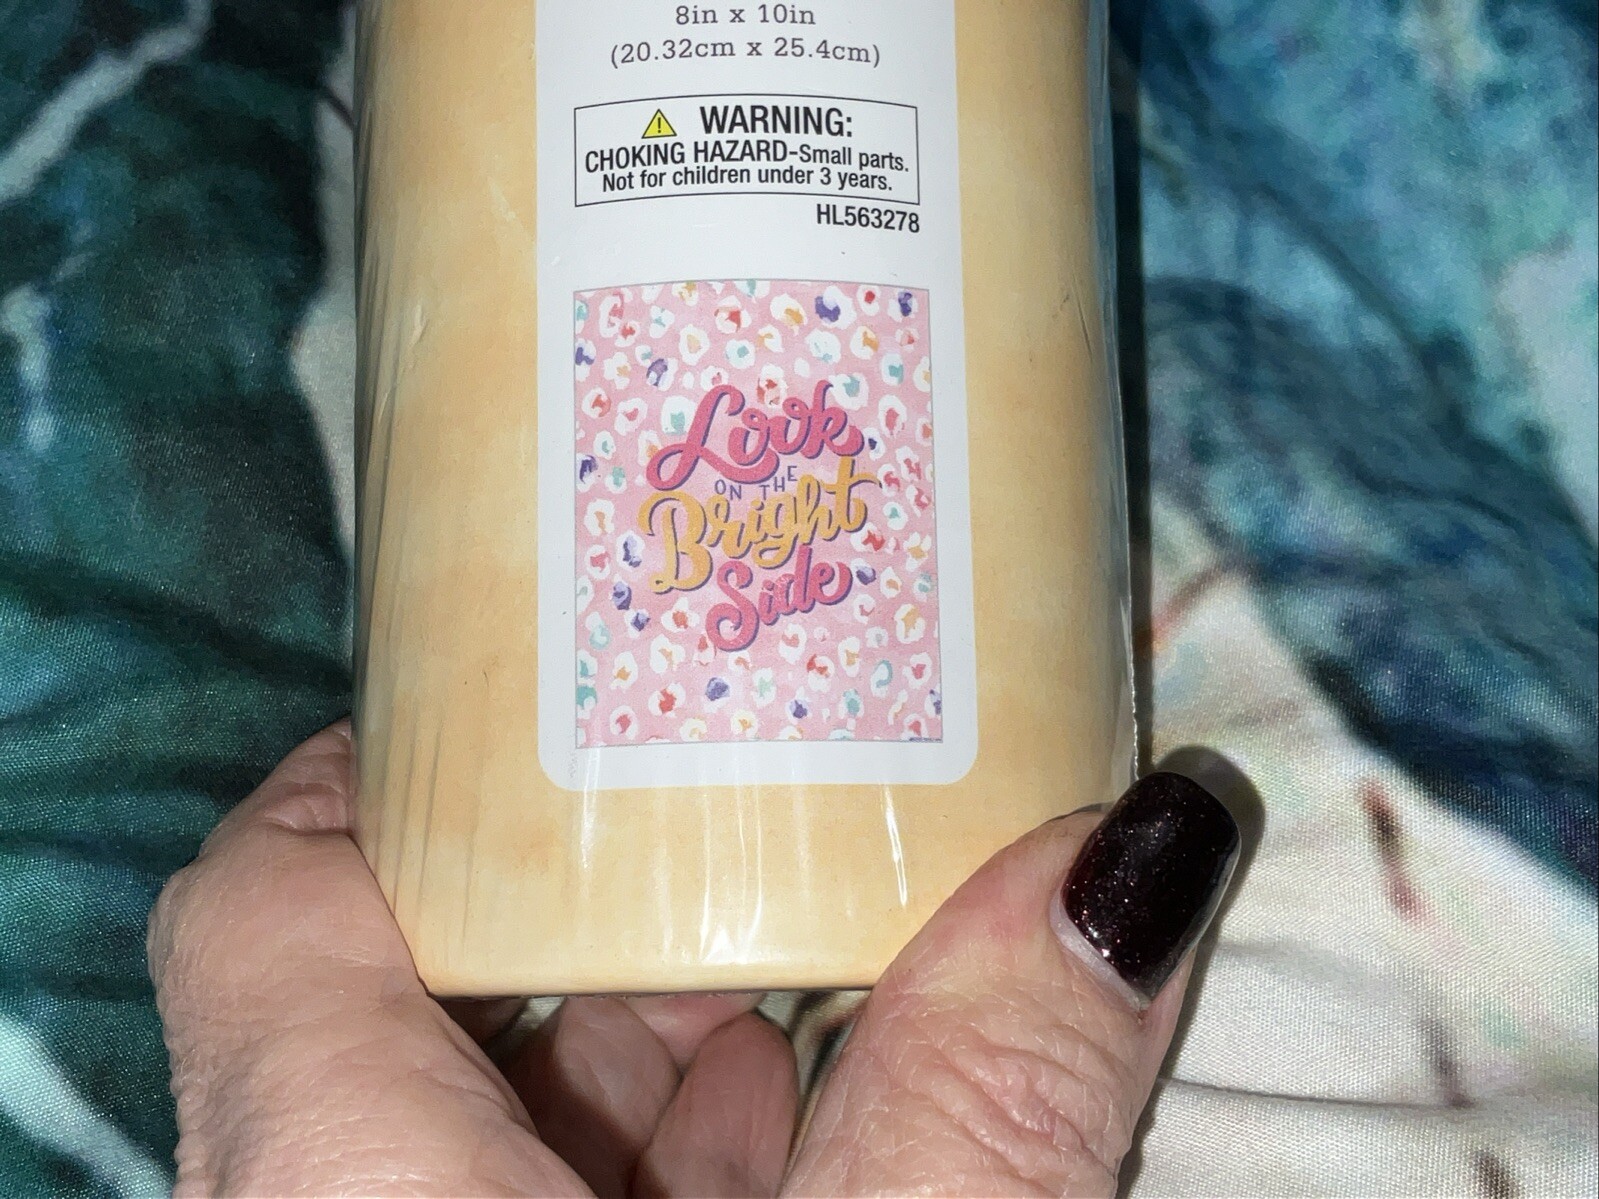 8in x 10in
(20.32cm x 25.4cm)
WARNING:
CHOKING HAZARD-Small parts.
Not for children under 3 years.
HL563278
Look
ON THE
Bright
Side